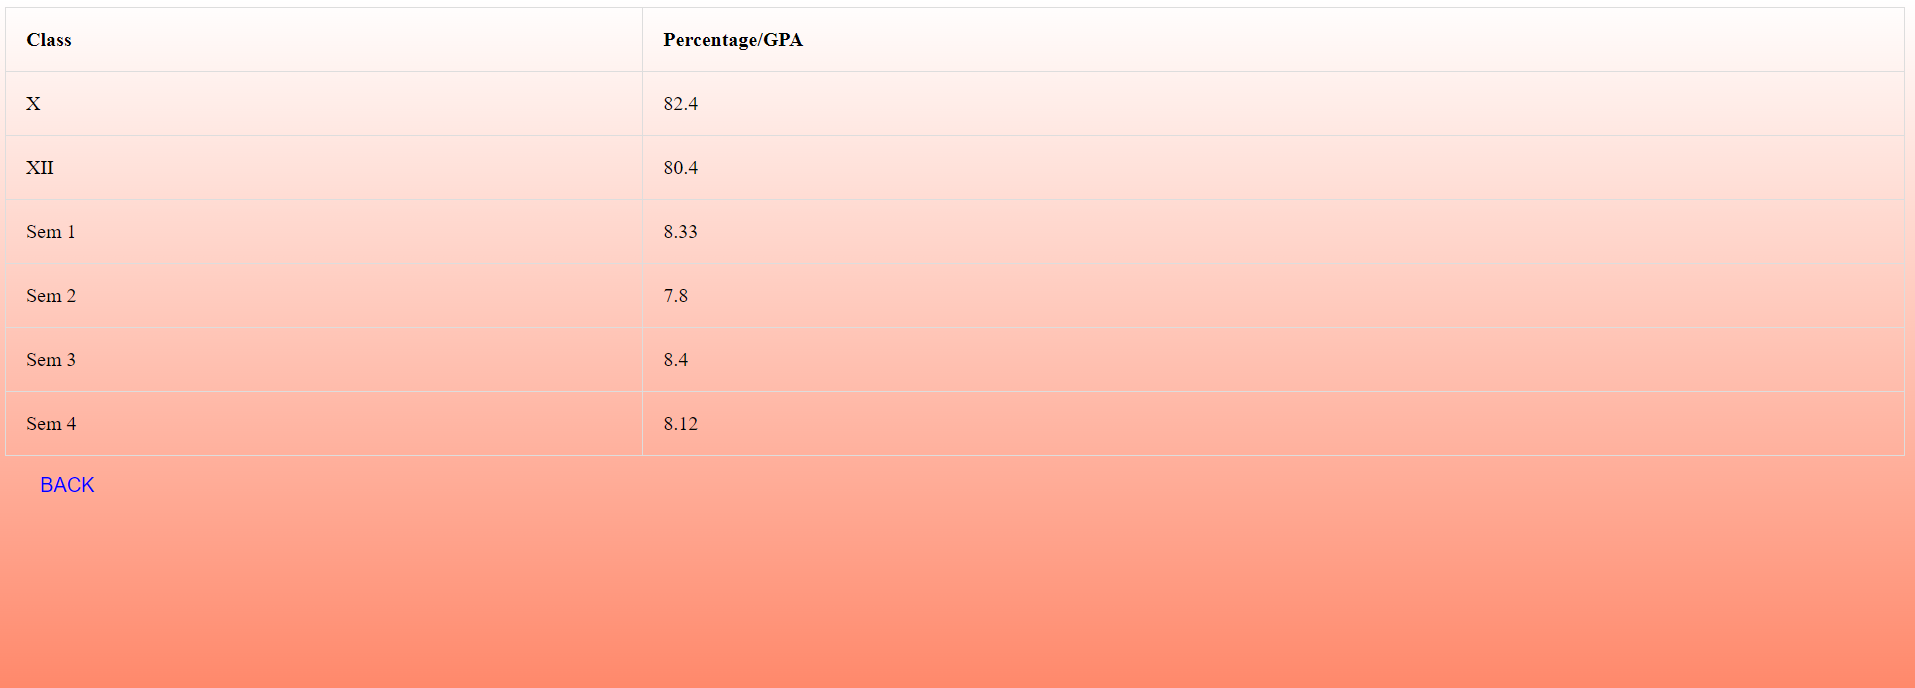 Class Percentage/GPA
X 82.4
XII 80.4
Sem 1 8.33
Sem 2 7.8
Sem 3 8.4
Sem 4 8.12
BACK